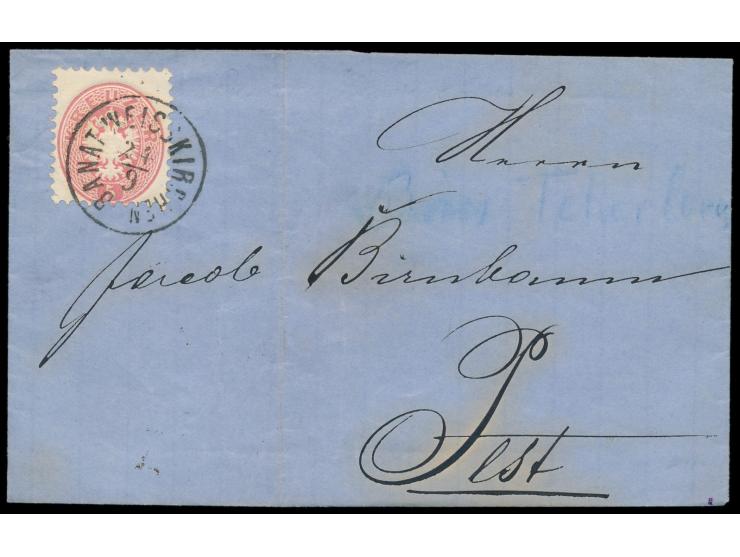 BANAT WEISSKIRCHEN
Herrn
Jacob Birnbaum
Pest